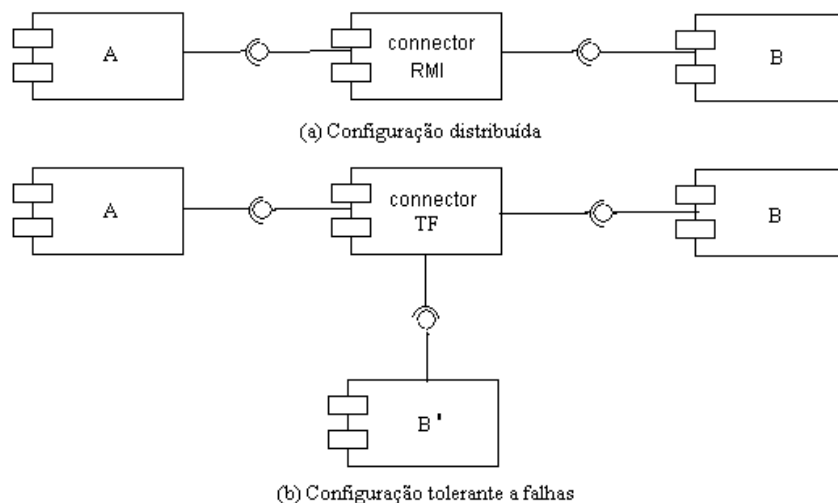 A
connector
RMI
B
(a) Configuração distribuída
A
connector
TF
B
B'
(b) Configuração tolerante a falhas